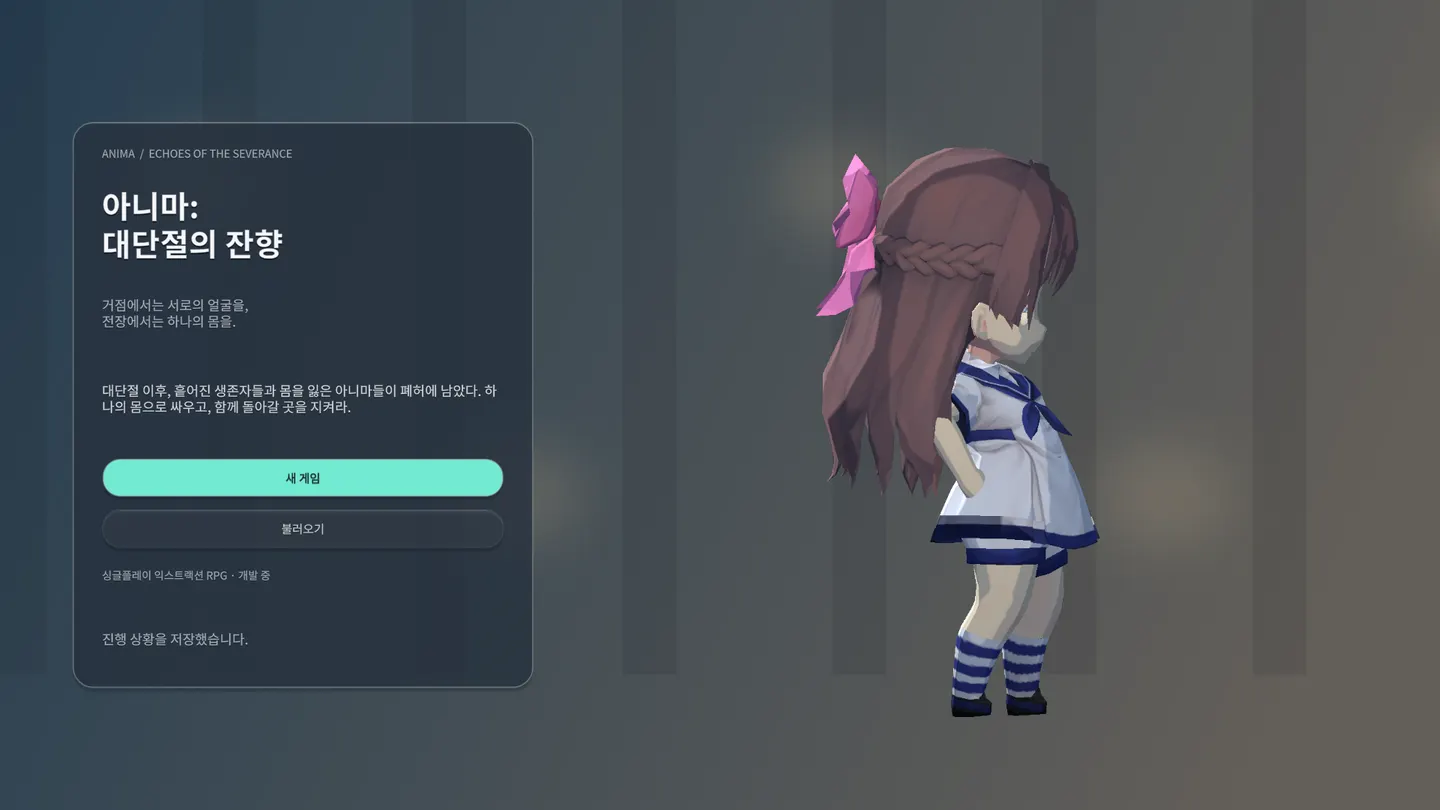 ANIMA / ECHOES OF THE SEVERANCE
아니마:
대단절의 잔향
거점에서는 서로의 얼굴을,
전장에서는 하나의 몸을.
대단절 이후, 흩어진 생존자들과 몸을 잃은 아니마들이 폐허에 남았다. 하
나의 몸으로 싸우고, 함께 돌아갈 곳을 지켜라.
새 게임
불러오기
싱글플레이 익스트랙션 RPG · 개발 중
진행 상황을 저장했습니다.